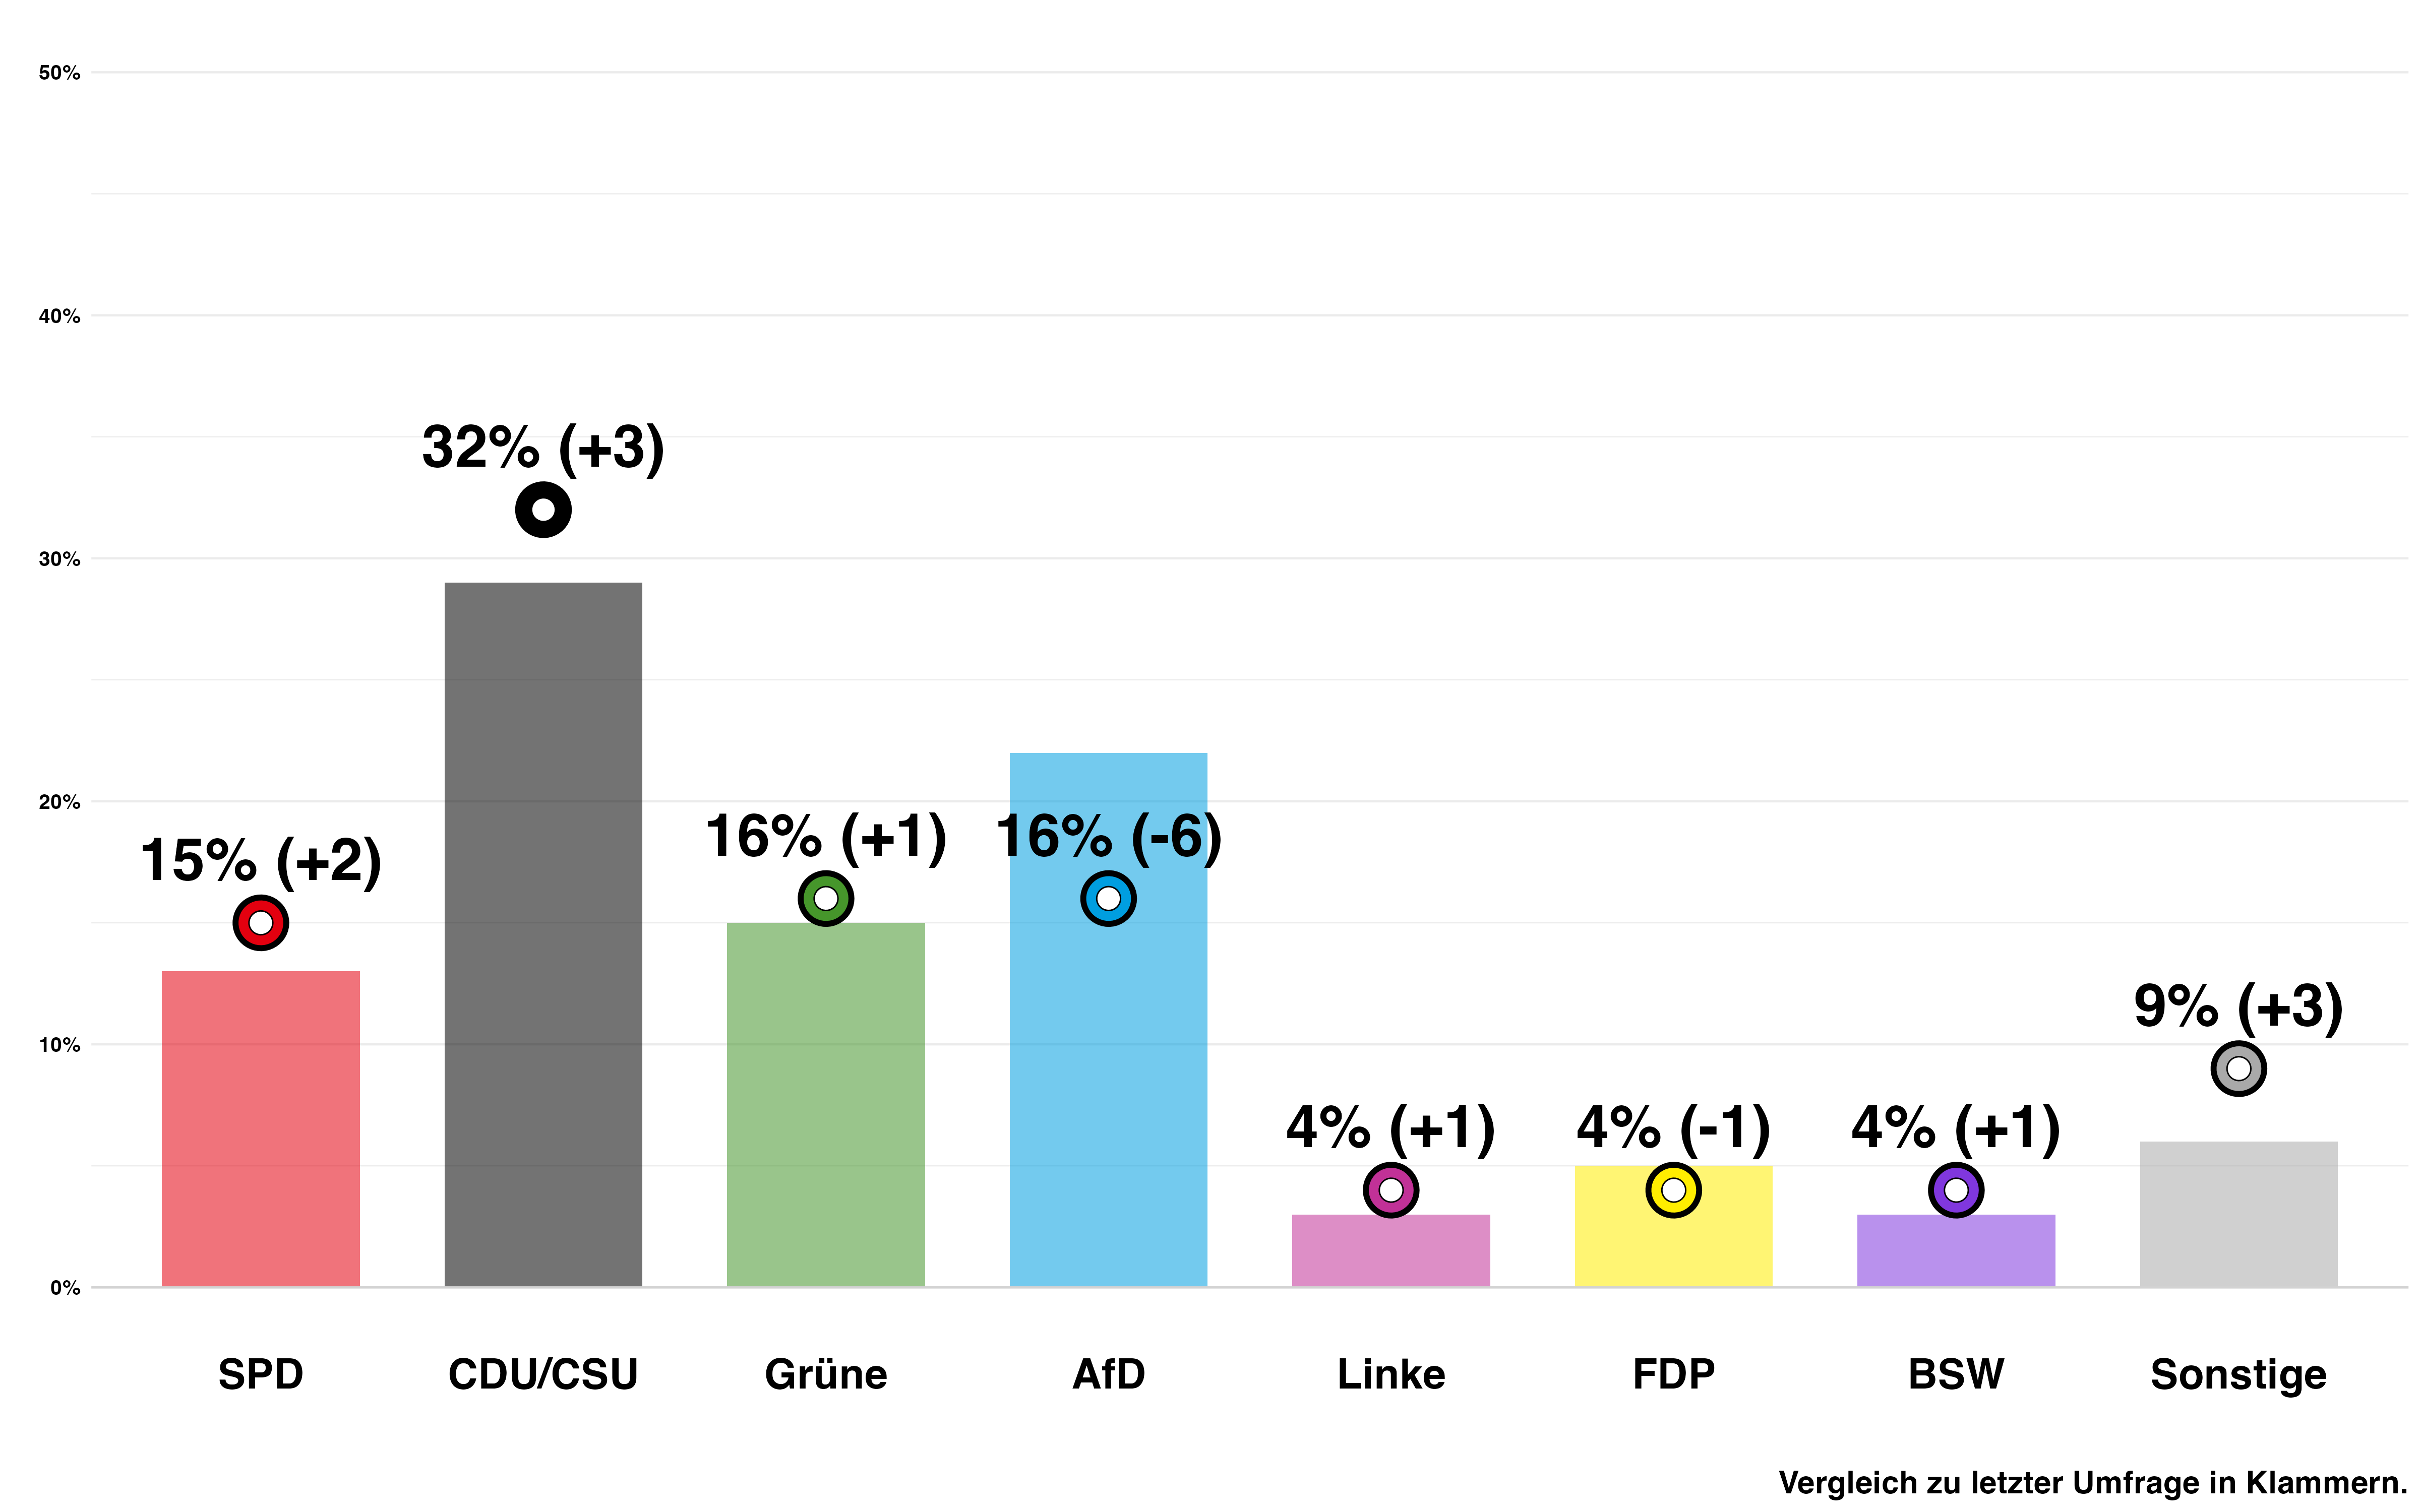 50%
40%
30%
20%
10%
0%
15% (+2)
32% (+3)
16% (+1)
16% (-6)
4% (+1)
4% (-1)
4% (+1)
9% (+3)
SPD
CDU/CSU
Grüne
AfD
Linke
FDP
BSW
Sonstige
Vergleich zu letzter Umfrage in Klammern.